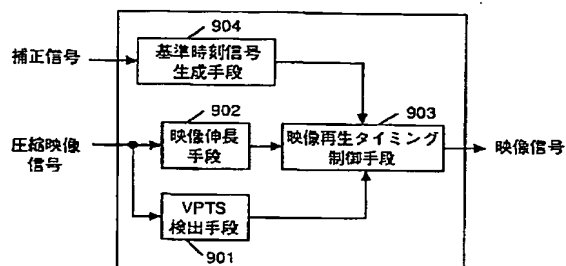 904
補正信号
基準時刻信号
生成手段
902
903
圧縮映像
信号
映像伸長
手段
映像再生タイミング
制御手段
映像信号
VPTS
検出手段
901